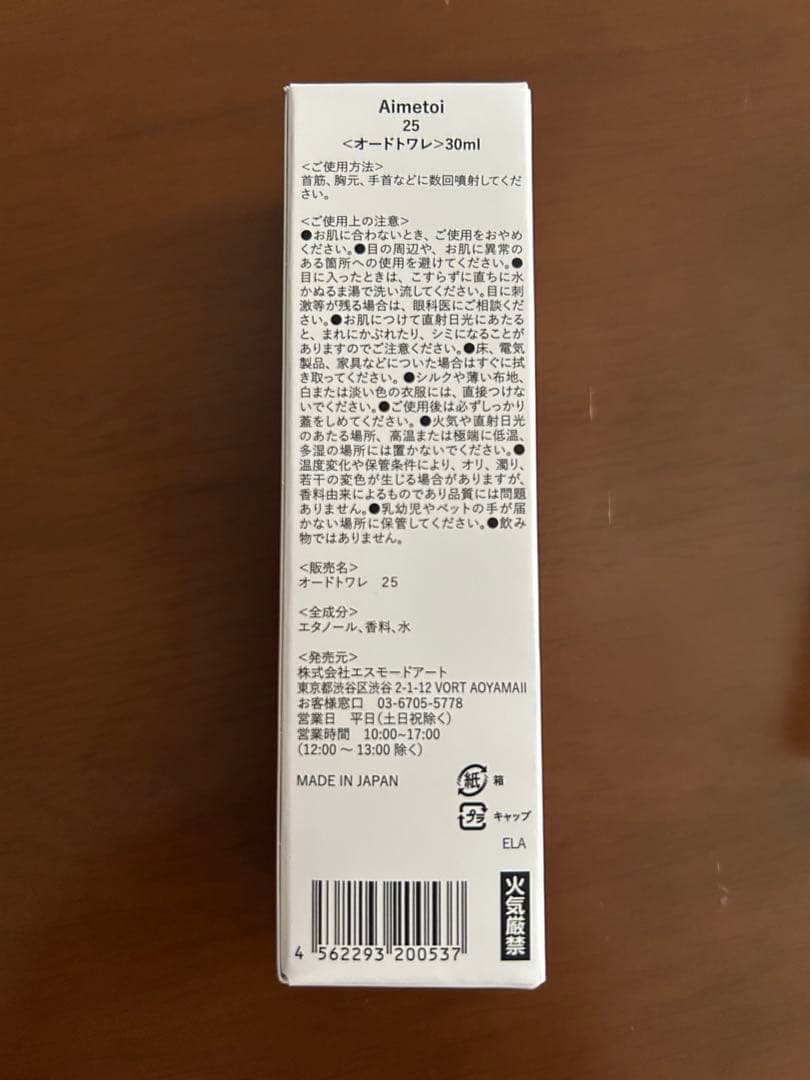 Aimetoi
25
<オードトワレ>30ml
<ご使用方法>
首筋、胸元、手首などに数回噴射してくだ
さい。
<ご使用上の注意>
●お肌に合わないとき、ご使用をおやめ
ください。●目の周辺や、お肌に異常の
ある箇所への使用を避けてください。●
目に入ったときは、こすらずに直ちに水
かぬるま湯で洗い流してください。目に刺
激等が残る場合は、眼科医にご相談くだ
さい。●お肌につけて直射日光にあたる
と、まれにかぶれたり、シミになることが
ありますのでご注意ください。●床、電気
製品、家具などについた場合はすぐに拭
き取ってください。●シルクや薄い布地、
白または淡い色の衣服には、直接つけな
いでください。●ご使用後は必ずしっかり
蓋をしめてください。●火気や直射日光
のあたる場所、高温または極端に低温、
多湿の場所には置かないでください。●
温度変化や保管条件により、オリ、濁り、
若干の変色が生じる場合がありますが、
香料由来によるものであり品質には問題
ありません。●乳幼児やペットの手が届
かない場所に保管してください。●飲み
物ではありません。
<販売名>
オードトワレ 25
<全成分>
エタノール、香料、水
<発売元>
株式会社エスモードアート
東京都渋谷区渋谷 2-1-12 VORT AOYAMAII
お客様窓口 03-6705-5778
営業日 平日(土日祝除く)
営業時間 10:00~17:00
(12:00 ～ 13:00 除く)
MADE IN JAPAN
紙 箱
プラ キャップ
ELA
火気厳禁
4 562293 200537